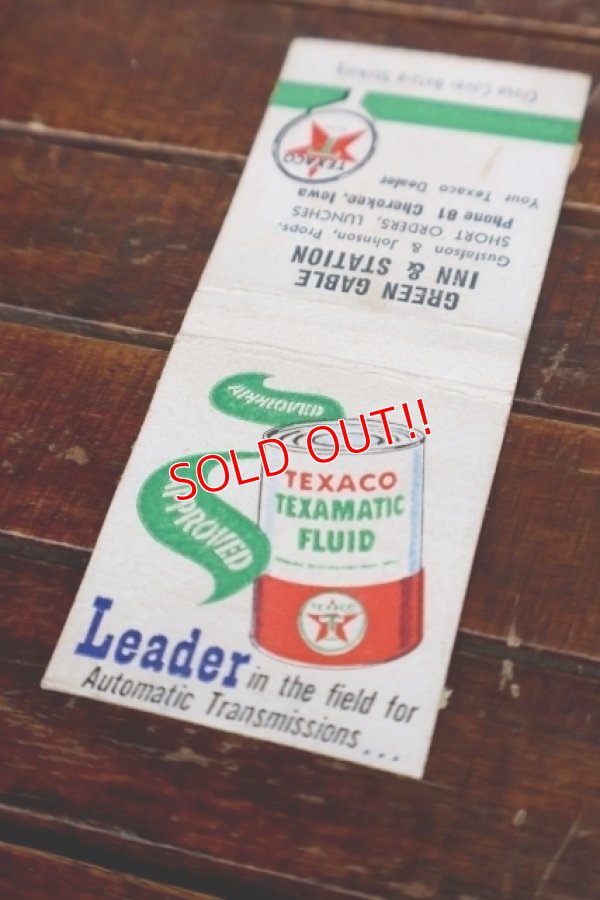 Close Cover Before Striking
TEXACO
T
Your Texaco Dealer
Phone 81 Cherokee, Iowa
SHORT ORDERS, LUNCHES
Gustafson & Johnson, Props.
INN & STATION
GREEN GABLE
APPROVED
SOLD OUT!!
APPROVED
TEXACO
TEXAMATIC
FLUID
TEXACO
T
Leader in the field for
Automatic Transmissions...